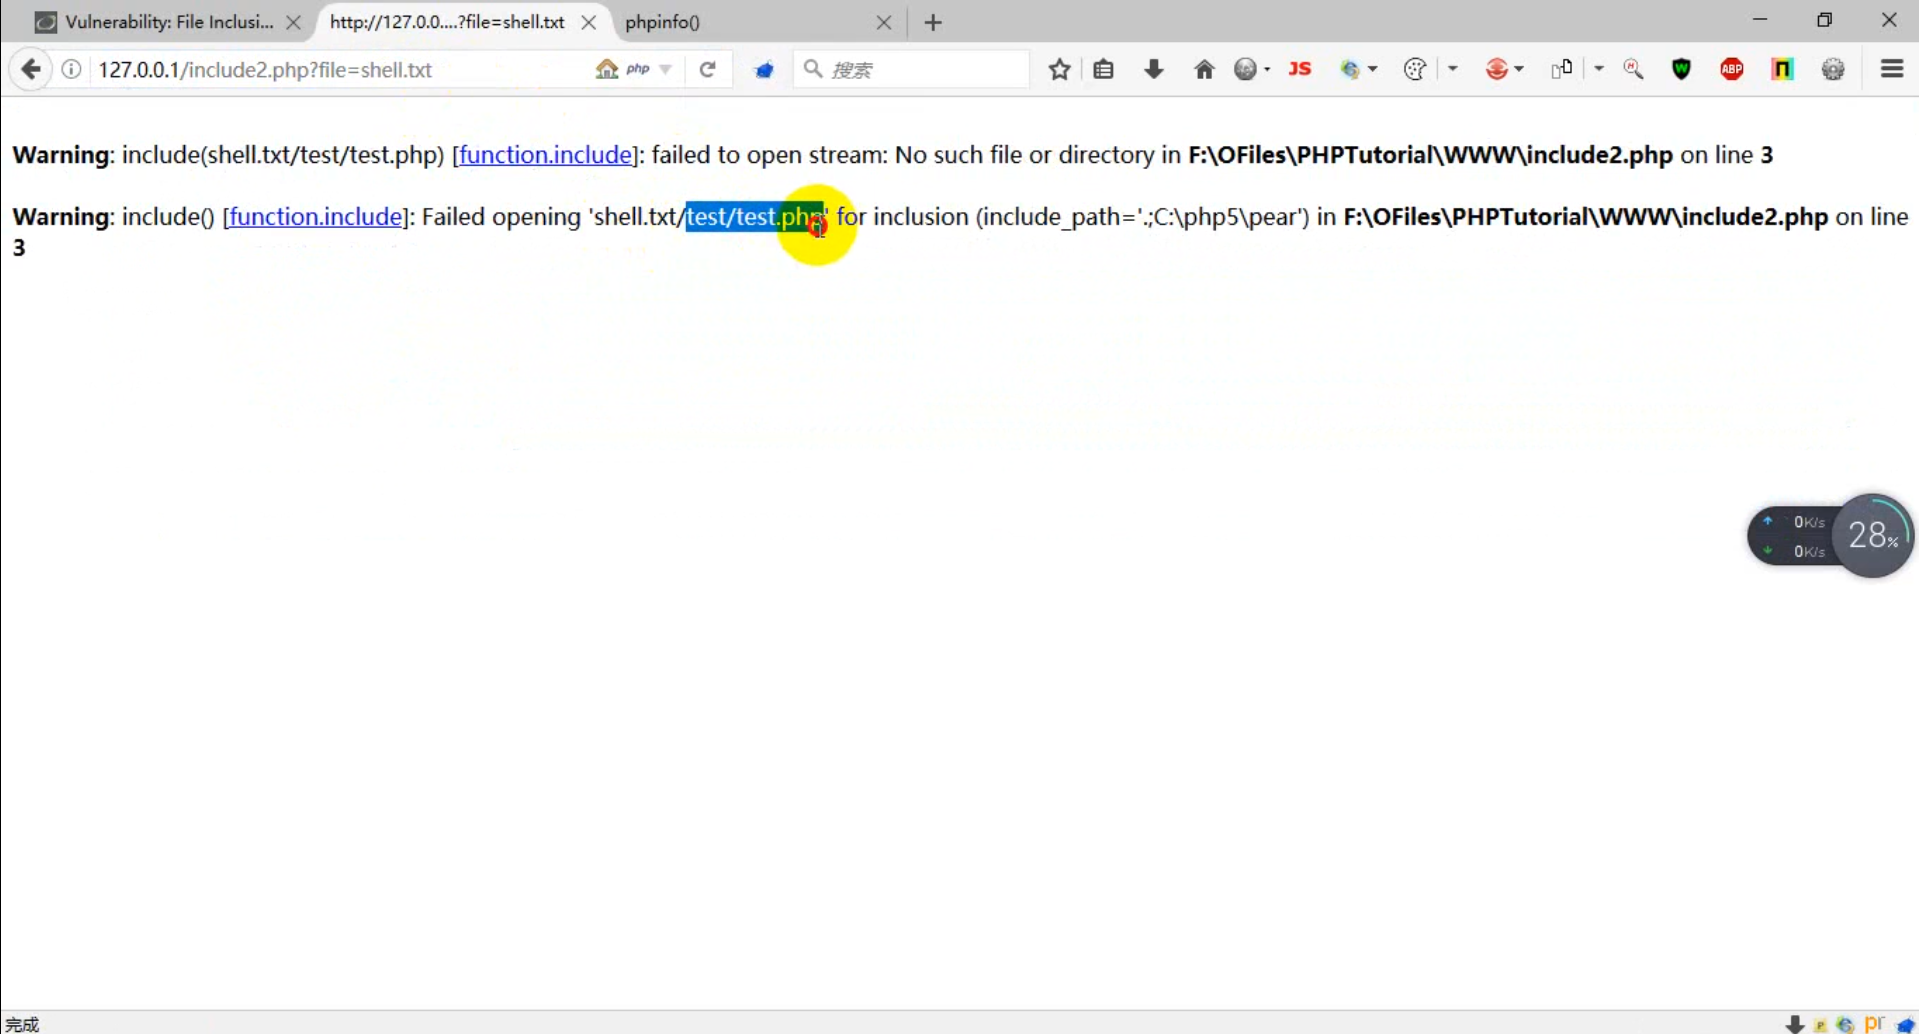 Vulnerability: File Inclusi...
http://127.0.0....?file=shell.txt
phpinfo()
127.0.0.1/include2.php?file=shell.txt
php
搜索
JS
W
ABP
Warning: include(shell.txt/test/test.php) [function.include]: failed to open stream: No such file or directory in F:\OFiles\PHPTutorial\WWW\include2.php on line 3
Warning: include() [function.include]: Failed opening 'shell.txt/test/test.php' for inclusion (include_path='.;C:\php5\pear') in F:\OFiles\PHPTutorial\WWW\include2.php on line
3
0K/s
0K/s
28%
完成
pr